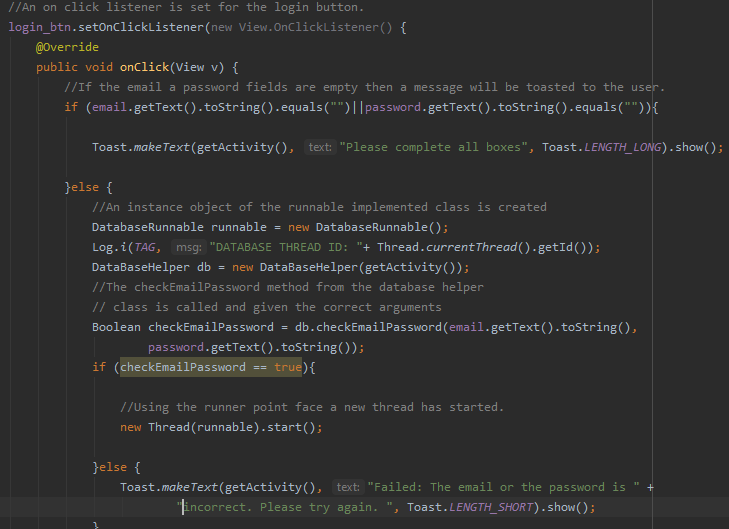 //An on click listener is set for the login button.
login_btn.setOnClickListener(new View.OnClickListener() {
@Override
public void onClick(View v) {
//If the email a password fields are empty then a message will be toasted to the user.
if (email.getText().toString().equals("")||password.getText().toString().equals("")){
Toast.makeText(getActivity(), text: "Please complete all boxes", Toast.LENGTH_LONG).show();
}else {
//An instance object of the runnable implemented class is created
DatabaseRunnable runnable = new DatabaseRunnable();
Log.i(TAG, msg: "DATABASE THREAD ID: "+ Thread.currentThread().getId());
DataBaseHelper db = new DataBaseHelper(getActivity());
//The checkEmailPassword method from the database helper
// class is called and given the correct arguments
Boolean checkEmailPassword = db.checkEmailPassword(email.getText().toString(),
password.getText().toString());
if (checkEmailPassword == true){
//Using the runner point face a new thread has started.
new Thread(runnable).start();
}else {
Toast.makeText(getActivity(), text: "Failed: The email or the password is " +
"incorrect. Please try again. ", Toast.LENGTH_SHORT).show();
}